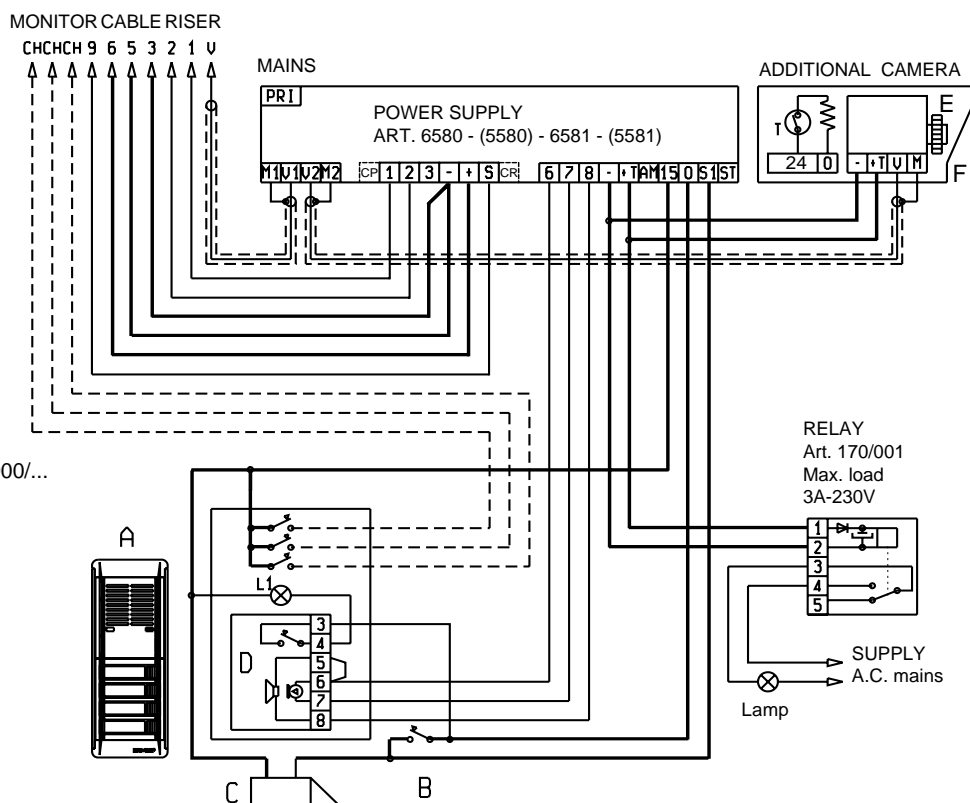 MONITOR CABLE RISER
CH CH CH 9 6 5 3 2 1 V
MAINS
PRI
POWER SUPPLY
ART. 6580 - (5580) - 6581 - (5581)
M1 V1 V2 M2 CP 1 2 3 - + S CR 6 7 8 - +T AM 15 0 S1 ST
ADDITIONAL CAMERA
E
T
24 0
- +T V M
F
00/...
A
RELAY
Art. 170/001
Max. load
3A-230V
1
2
3
4
5
L1
D
3
4
5
6
7
8
SUPPLY
A.C. mains
Lamp
C
B